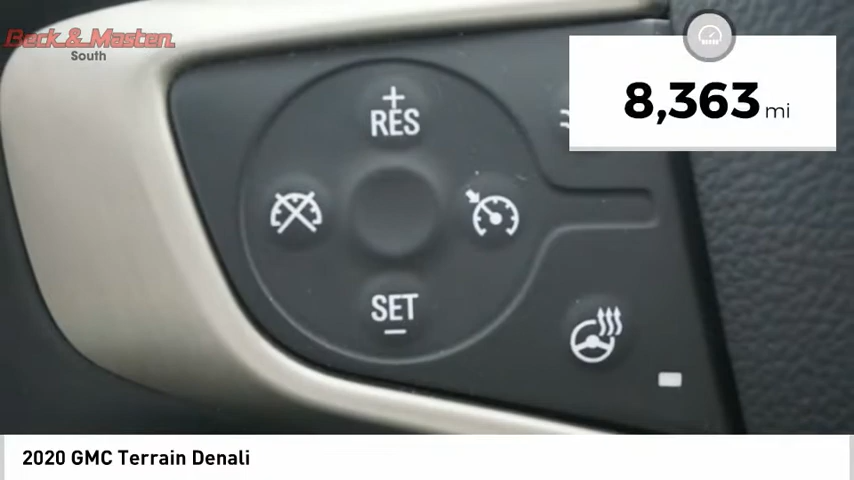 Beck & Masten
South
8,363 mi
+
RES
SET
–
2020 GMC Terrain Denali